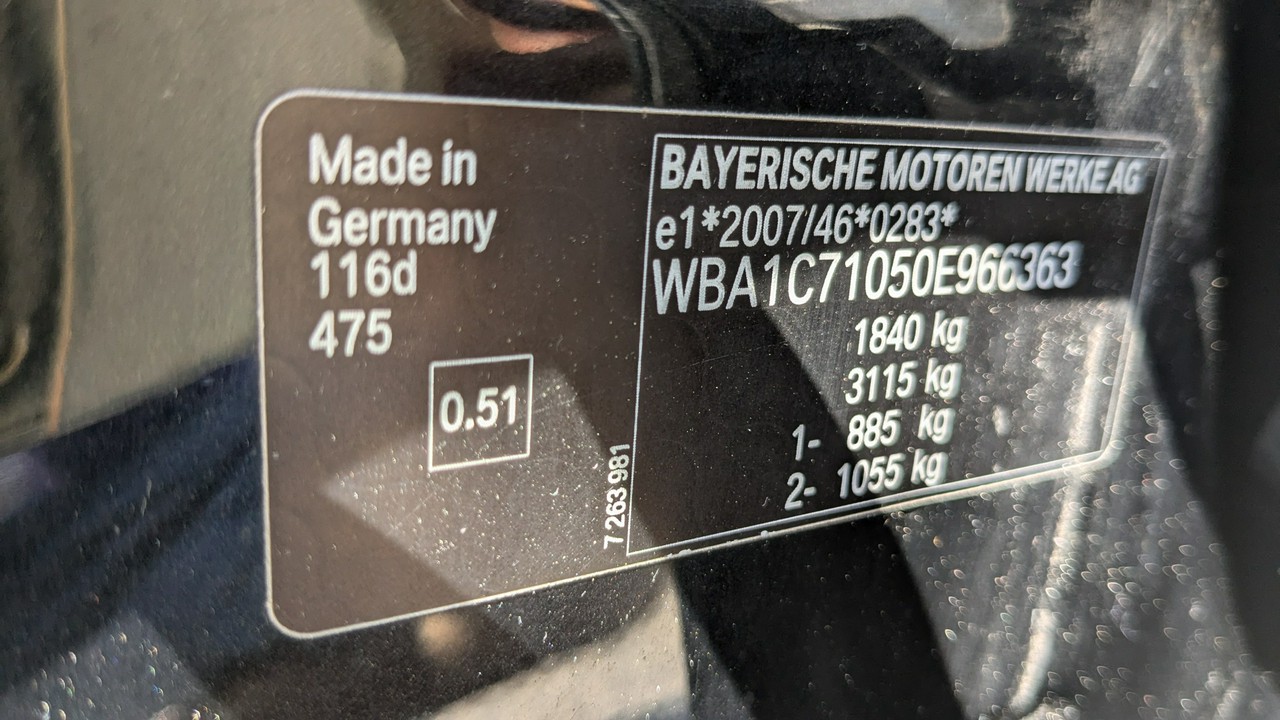 Made in
Germany
116d
475
0.51
7 263 981
BAYERISCHE MOTOREN WERKE AG
e1*2007/46*0283*
WBA1C71050E966363
1840 kg
3115 kg
1- 885 kg
2- 1055 kg